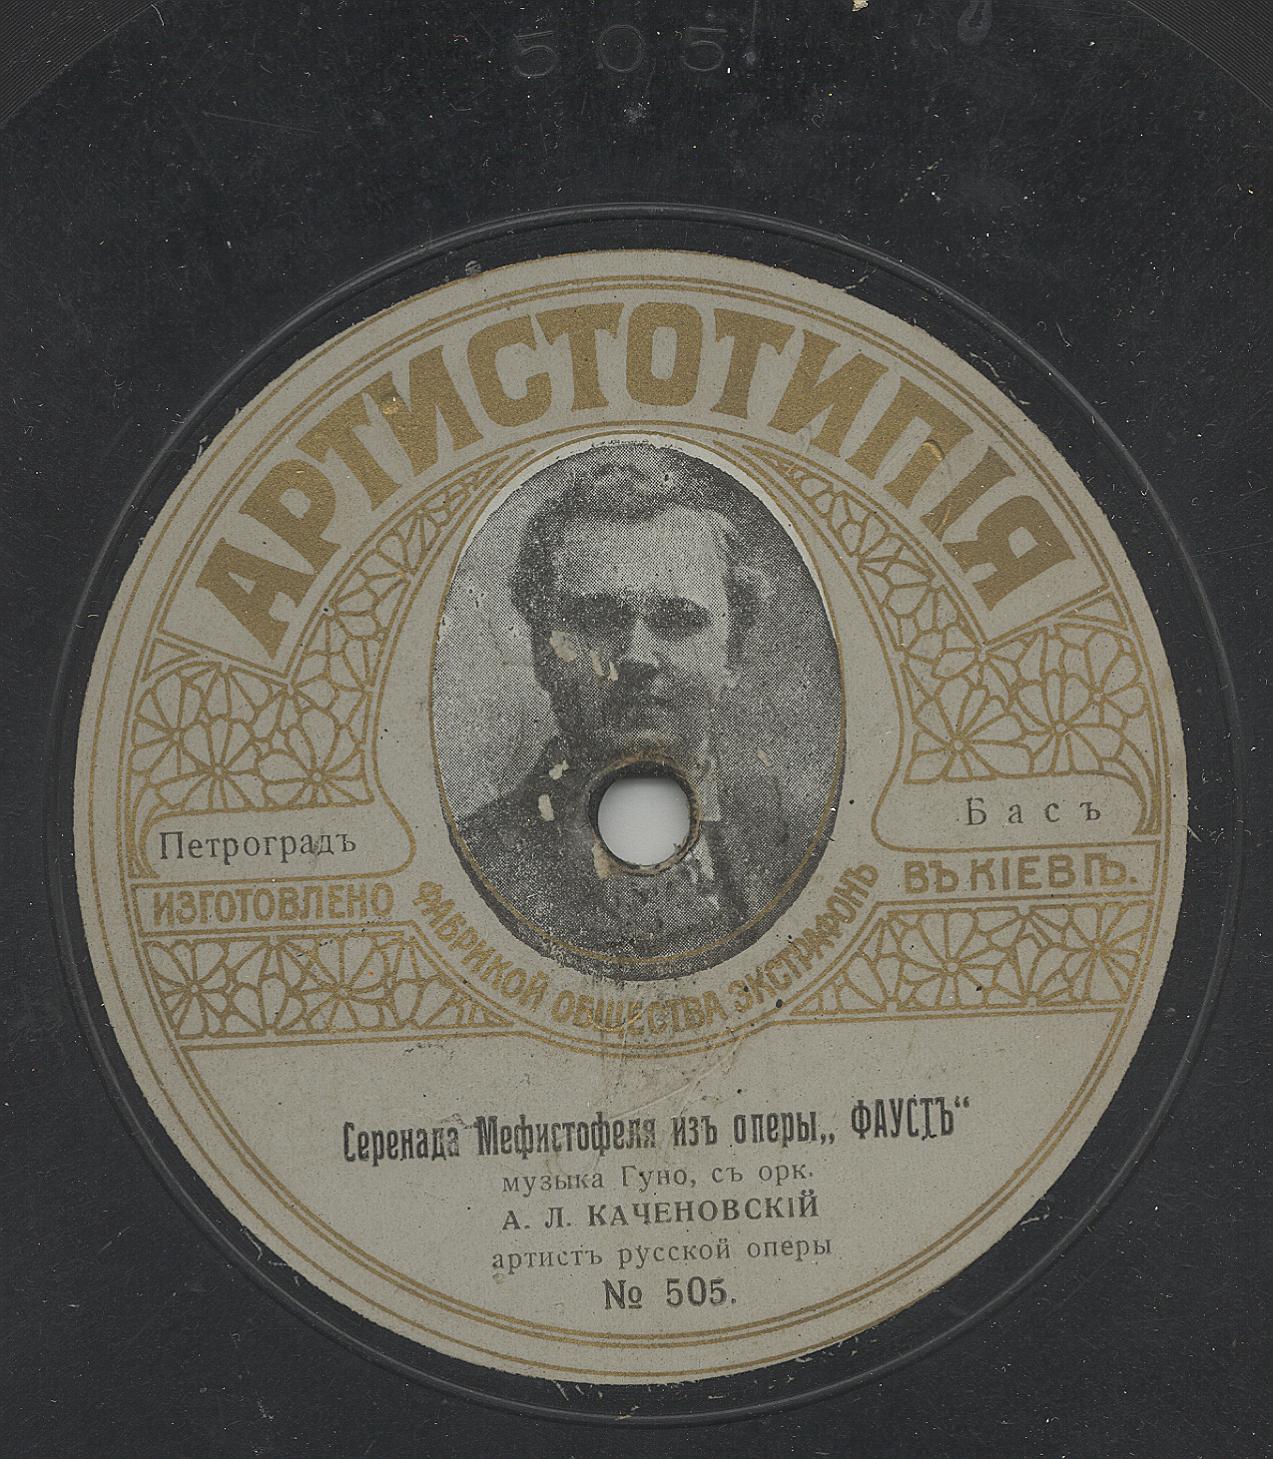 505
АРТИСТОТИПІЯ
Петроградъ
Басъ
ИЗГОТОВЛЕНО ФАБРИКОЙ ОБЩЕСТВА ЭКСТРАФОНЪ ВЪ КІЕВѢ.
Серенада Мефистофеля изъ оперы „ФАУСТЪ“
музыка Гуно, съ орк.
А. Л. КАЧЕНОВСКІЙ
артистъ русской оперы
№ 505.